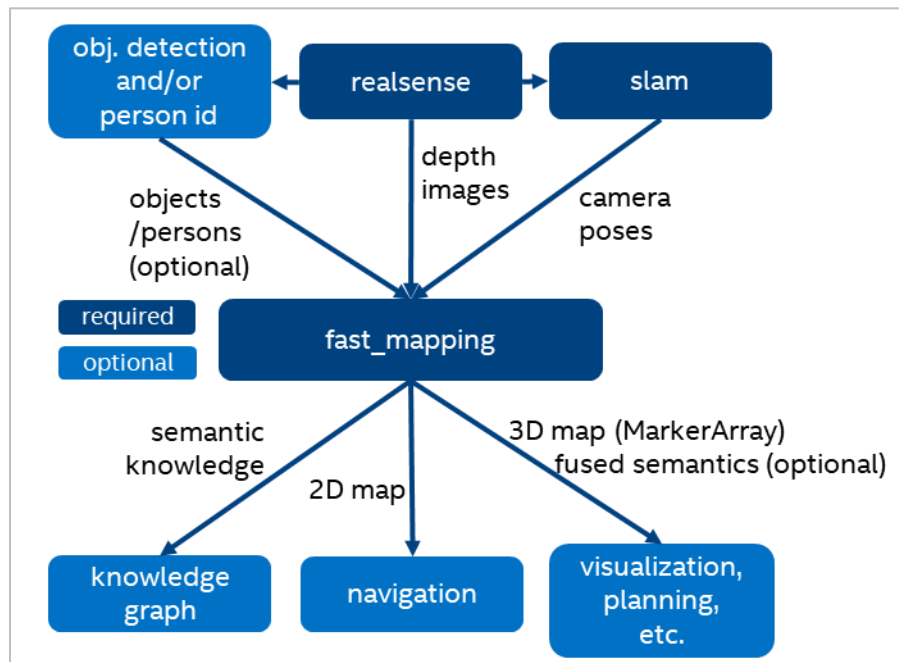 obj. detection
and/or
person id
realsense
slam
depth
images
objects
/persons
(optional)
camera
poses
required
optional
fast_mapping
semantic
knowledge
2D map
3D map (MarkerArray)
fused semantics (optional)
knowledge
graph
navigation
visualization,
planning,
etc.